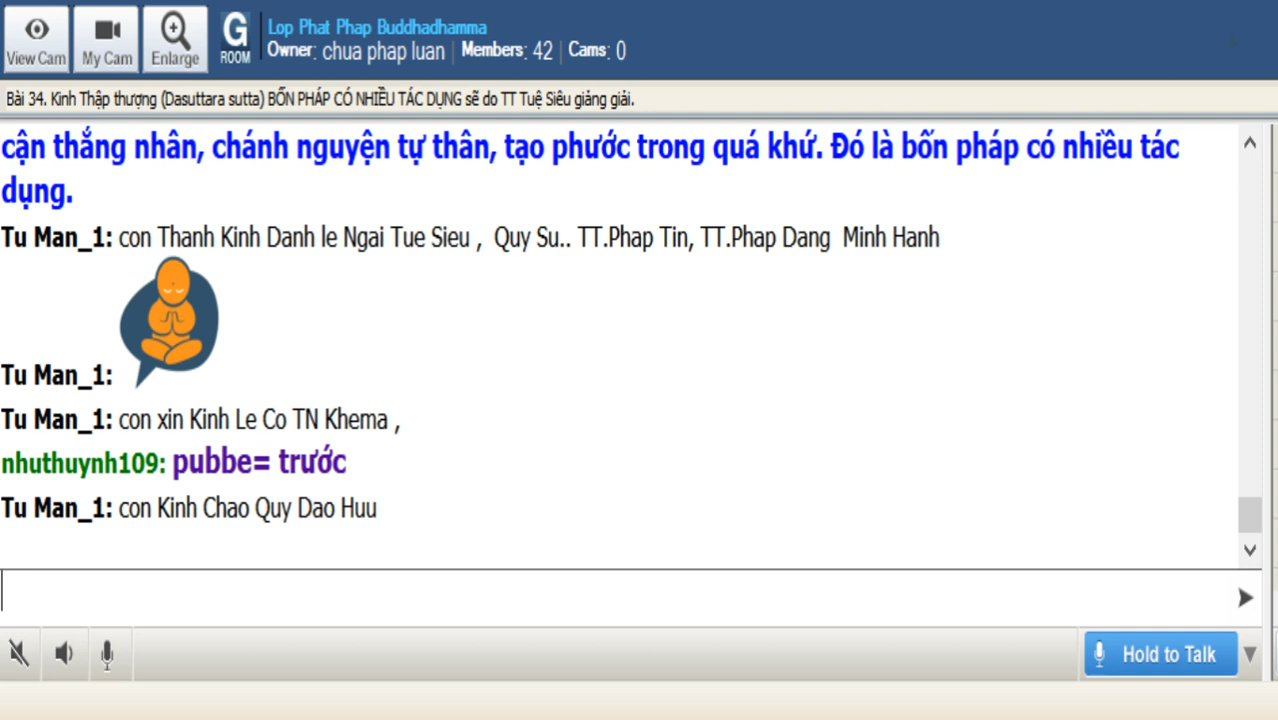 View Cam
My Cam
Enlarge
G
ROOM
Lop Phat Phap Buddhadhamma
Owner: chua phap luan | Members: 42 | Cams: 0
Bài 34. Kinh Thập thượng (Dasuttara sutta) BỐN PHÁP CÓ NHIỀU TÁC DỤNG sẽ do TT Tuệ Siêu giảng giải.
cận thắng nhân, chánh nguyện tự thân, tạo phước trong quá khứ. Đó là bốn pháp có nhiều tác
dụng.
Tu Man_1: con Thanh Kinh Danh le Ngai Tue Sieu , Quy Su.. TT.Phap Tin, TT.Phap Dang Minh Hanh
Tu Man_1:
Tu Man_1: con xin Kinh Le Co TN Khema ,
nhuthuynh109: pubbe= trước
Tu Man_1: con Kinh Chao Quy Dao Huu
Hold to Talk